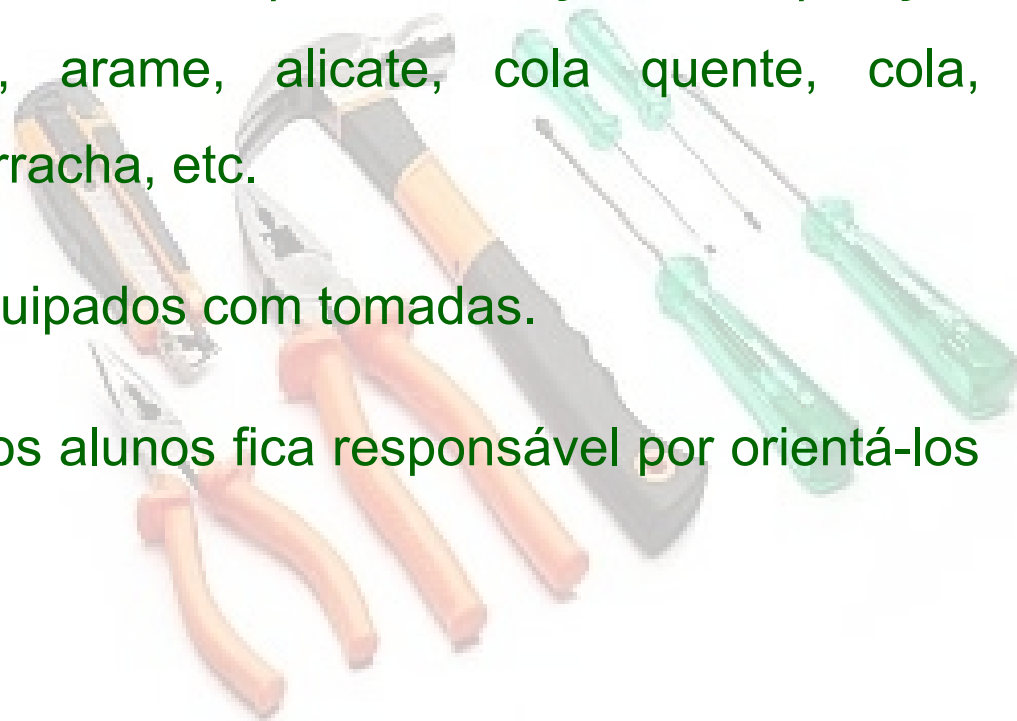 , arame, alicate, cola quente, cola,
rracha, etc.
uipados com tomadas.
os alunos fica responsável por orientá-los